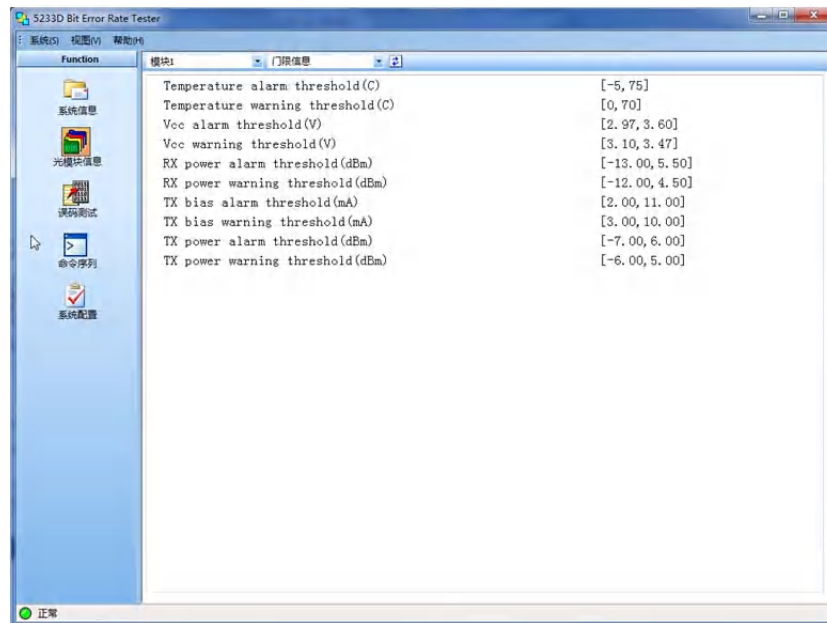 5233D Bit Error Rate Tester
系统(S) 视图(V) 帮助(H)
Function
模块1 门限信息
系统信息
光模块信息
误码测试
命令序列
系统配置
Temperature alarm threshold(C) [-5,75]
Temperature warning threshold(C) [0,70]
Vcc alarm threshold(V) [2.97,3.60]
Vcc warning threshold(V) [3.10,3.47]
RX power alarm threshold(dBm) [-13.00,5.50]
RX power warning threshold(dBm) [-12.00,4.50]
TX bias alarm threshold(mA) [2.00,11.00]
TX bias warning threshold(mA) [3.00,10.00]
TX power alarm threshold(dBm) [-7.00,6.00]
TX power warning threshold(dBm) [-6.00,5.00]
正常